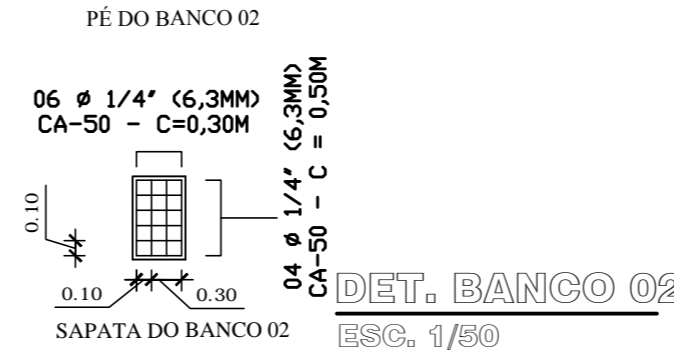 PÉ DO BANCO 02
06 ø 1/4" (6,3MM)
CA-50 - C=0,30M
04 ø 1/4" (6,3MM)
CA-50 - C = 0,50M
0.10
0.10
0.30
SAPATA DO BANCO 02
DET. BANCO 02
ESC. 1/50